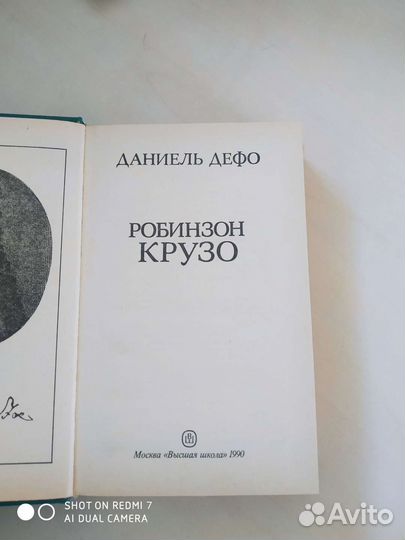 ДАНИЕЛЬ ДЕФО
РОБИНЗОН
КРУЗО
Москва «Высшая школа» 1990
SHOT ON REDMI 7
AI DUAL CAMERA
Avito